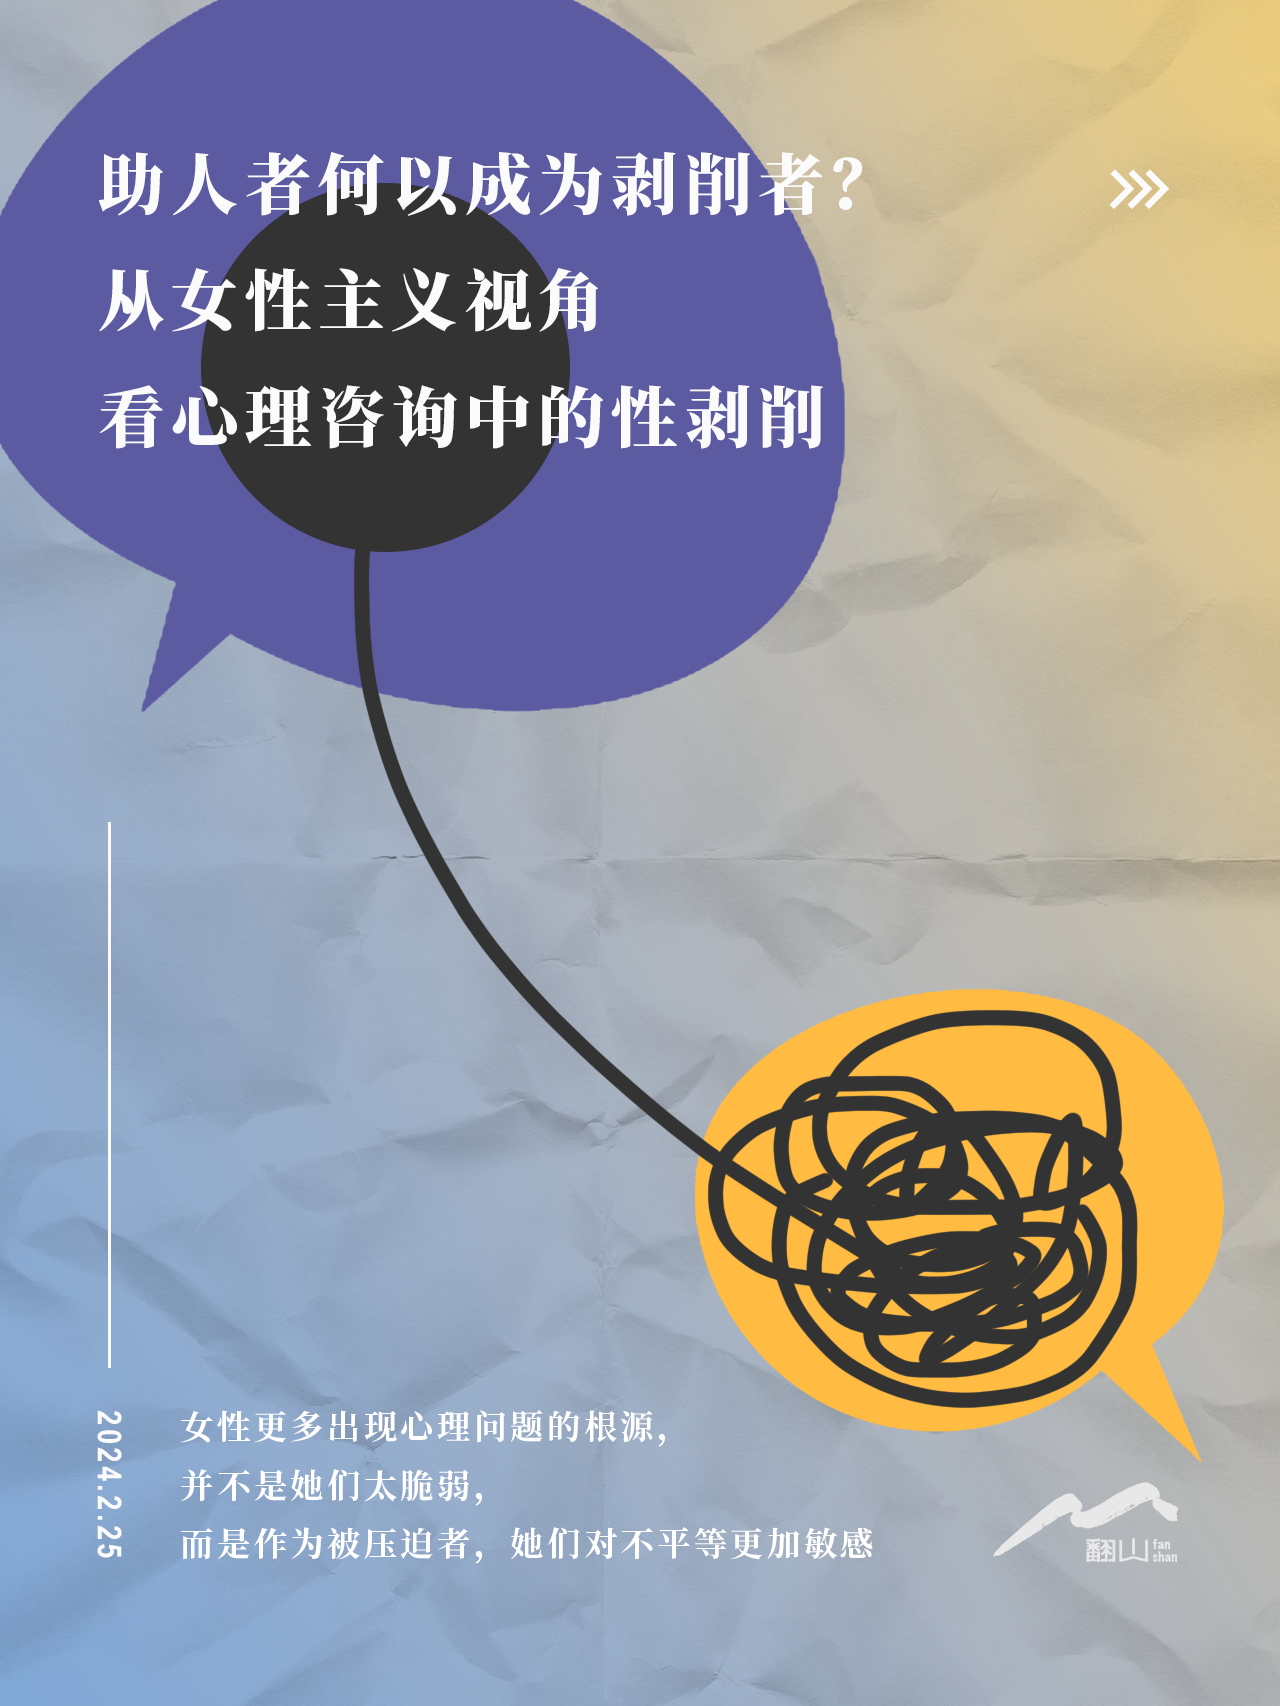 助人者何以成为剥削者？
从女性主义视角
看心理咨询中的性剥削
2024.2.25
女性更多出现心理问题的根源，
并不是她们太脆弱，
而是作为被压迫者，她们对不平等更加敏感
翻山 fan
shan